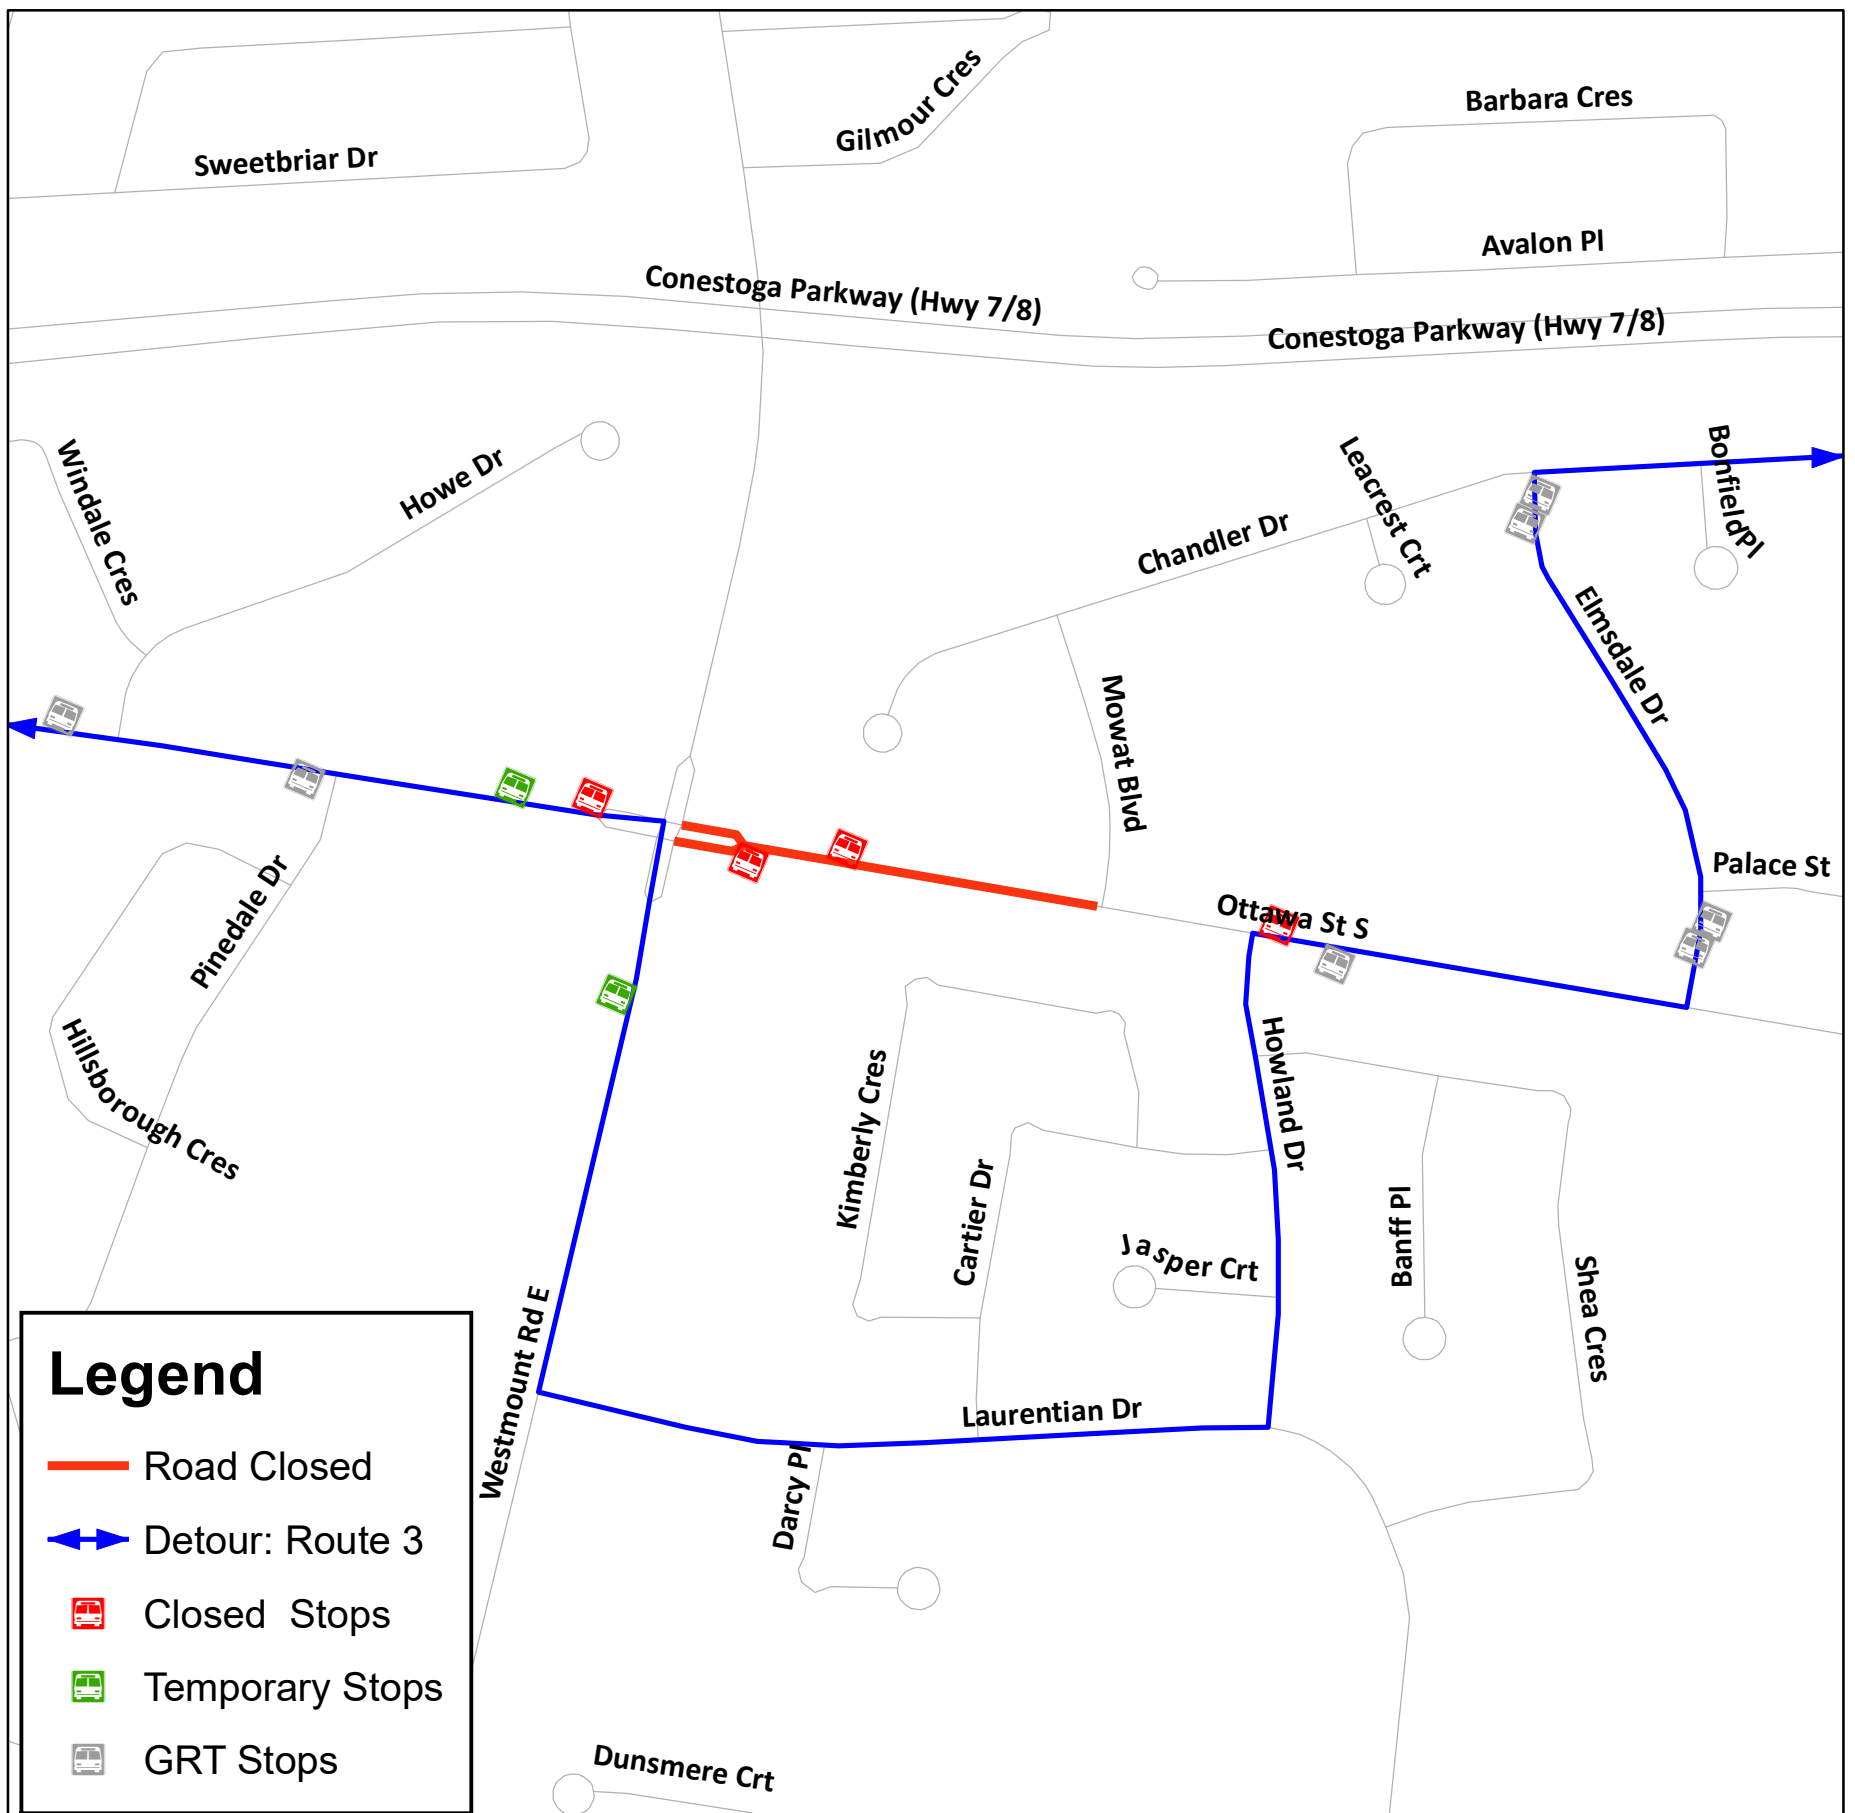 Gilmour Cres
Barbara Cres
Sweetbriar Dr
Avalon Pl
Conestoga Parkway (Hwy 7/8)
Conestoga Parkway (Hwy 7/8)
Windale Cres
Howe Dr
Leacrest Crt
Bonfield Pl
Chandler Dr
Elmsdale Dr
Mowat Blvd
Palace St
Ottawa St S
Pinedale Dr
Hillsborough Cres
Kimberly Cres
Howland Dr
Cartier Dr
Jasper Crt
Banff Pl
Shea Cres
Westmount Rd E
Laurentian Dr
Darcy Pl
Dunsmere Crt
Legend
Road Closed
Detour: Route 3
Closed Stops
Temporary Stops
GRT Stops